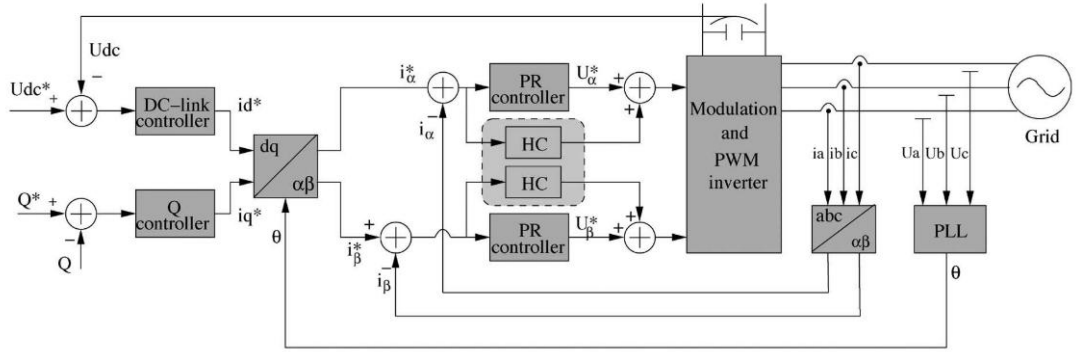 Udc
Udc*
+
−
DC−link
controller
id*
Q*
+
−
Q
Q
controller
iq*
dq
αβ
θ
i*α
iα
−
+
i*β
iβ
−
PR
controller
U*α
+
+
HC
HC
PR
controller
U*β
+
+
Modulation
and
PWM
inverter
ia ib ic
abc
αβ
Ua Ub Uc
PLL
θ
Grid